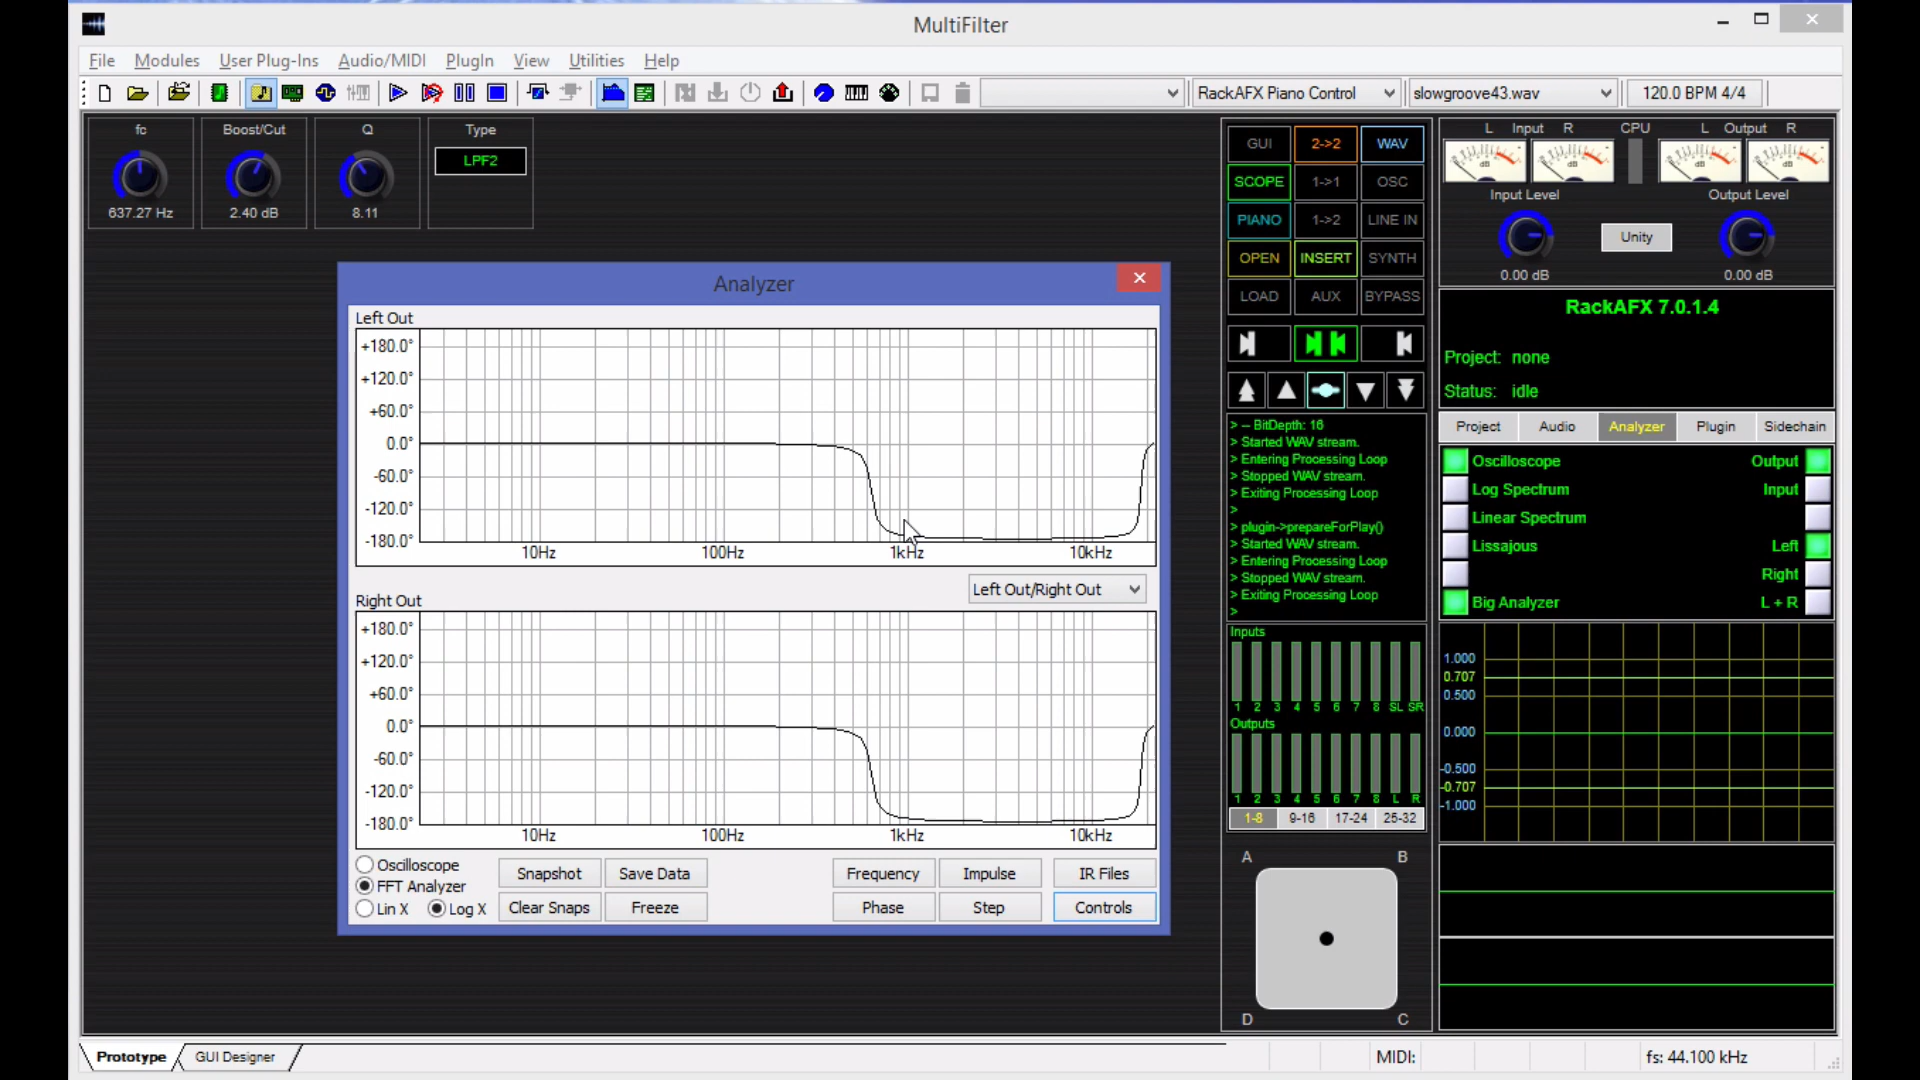 MultiFilter
File Modules User Plug-Ins Audio/MIDI PlugIn View Utilities Help
RackAFX Piano Control slowgroove43.wav 120.0 BPM 4/4
fc Boost/Cut Q Type
LPF2
637.27 Hz 2.40 dB 8.11
Analyzer
Left Out
+180.0°
+120.0°
+60.0°
0.0°
-60.0°
-120.0°
-180.0°
10Hz 100Hz 1kHz 10kHz
Left Out/Right Out
Right Out
+180.0°
+120.0°
+60.0°
0.0°
-60.0°
-120.0°
-180.0°
10Hz 100Hz 1kHz 10kHz
Oscilloscope
FFT Analyzer
Lin X Log X
Snapshot Save Data Frequency Impulse IR Files
Clear Snaps Freeze Phase Step Controls
GUI 2->2 WAV
SCOPE 1->1 OSC
PIANO 1->2 LINE IN
OPEN INSERT SYNTH
LOAD AUX BYPASS
> -- BitDepth: 16
> Started WAV stream.
> Entering Processing Loop
> Stopped WAV stream.
> Exiting Processing Loop
>
> plugin->prepareForPlay()
> Started WAV stream.
> Entering Processing Loop
> Stopped WAV stream.
> Exiting Processing Loop
>
Inputs
1 2 3 4 5 6 7 8 SL SR
Outputs
1 2 3 4 5 6 7 8 L R
1-8 9-16 17-24 25-32
A B
D C
L Input R CPU L Output R
dB dB dB dB
Input Level Output Level
Unity
0.00 dB 0.00 dB
RackAFX 7.0.1.4
Project: none
Status: idle
Project Audio Analyzer Plugin Sidechain
Oscilloscope Output
Log Spectrum Input
Linear Spectrum
Lissajous Left
Right
Big Analyzer L + R
1.000
0.707
0.500
0.000
-0.500
-0.707
-1.000
Prototype GUI Designer
MIDI: fs: 44.100 kHz